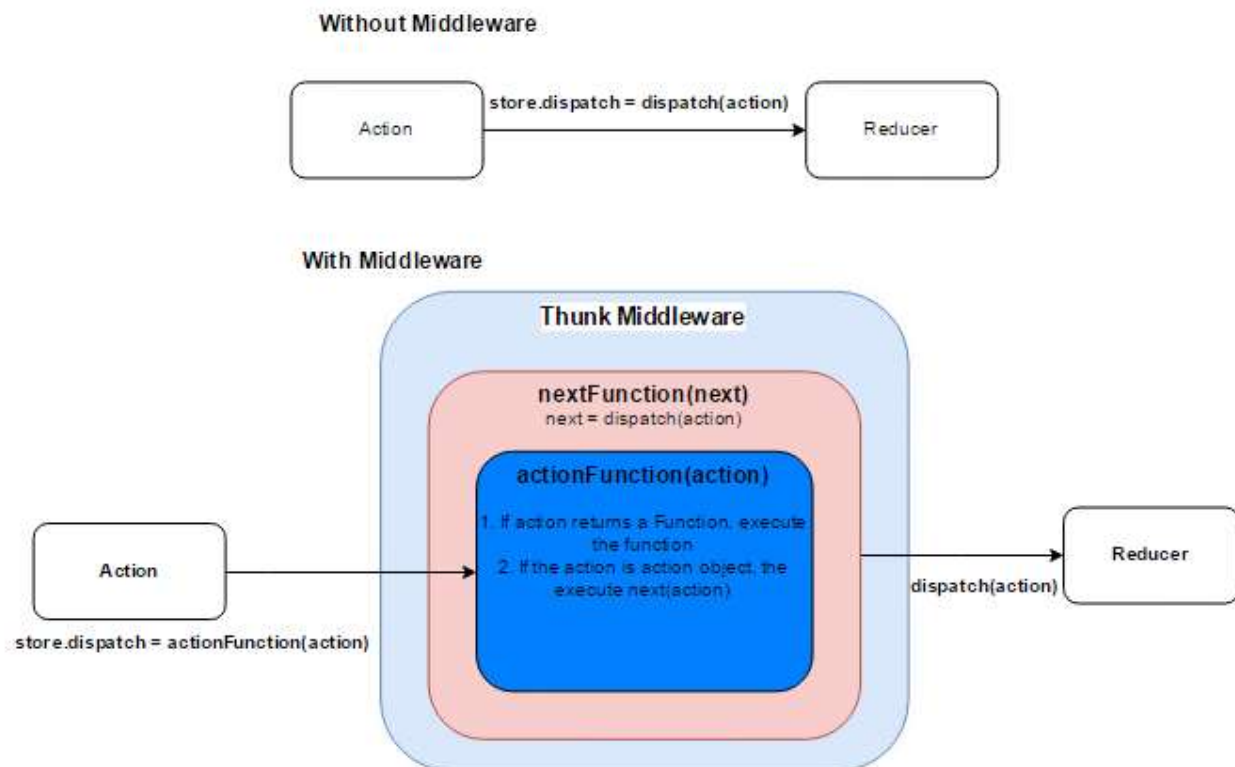 Without Middleware
store.dispatch = dispatch(action)
Action
Reducer
With Middleware
Thunk Middleware
nextFunction(next)
next = dispatch(action)
actionFunction(action)
1. If action returns a Function, execute
the function
2. If the action is action object, the
execute next(action)
Action
store.dispatch = actionFunction(action)
Reducer
dispatch(action)